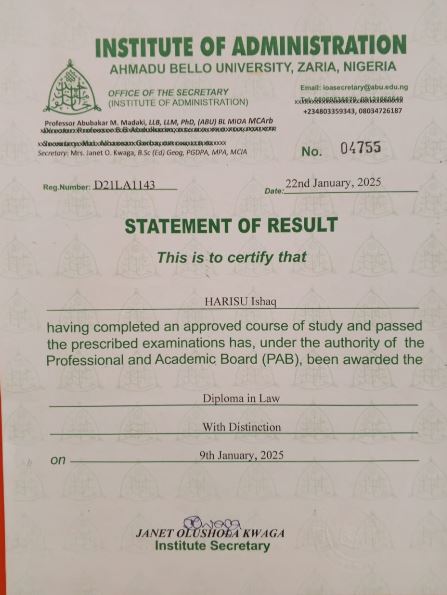 INSTITUTE OF ADMINISTRATION
AHMADU BELLO UNIVERSITY, ZARIA, NIGERIA
OFFICE OF THE SECRETARY
(INSTITUTE OF ADMINISTRATION)
Email: ioasecretary@abu.edu.ng
+234803359343, 08034726187
Professor Abubakar M. Madaki, LLB, LLM, PhD, (ABU) BL MIOA MCArb
Secretary: Mrs. Janet O. Kwaga, B.Sc (Ed) Geog, PGDPA, MPA, MCIA
No. 04755
Reg.Number: D21LA1143
Date: 22nd January, 2025
STATEMENT OF RESULT
This is to certify that
HARISU Ishaq
having completed an approved course of study and passed
the prescribed examinations has, under the authority of the
Professional and Academic Board (PAB), been awarded the
Diploma in Law
With Distinction
on 9th January, 2025
JANET OLUSHOLA KWAGA
Institute Secretary